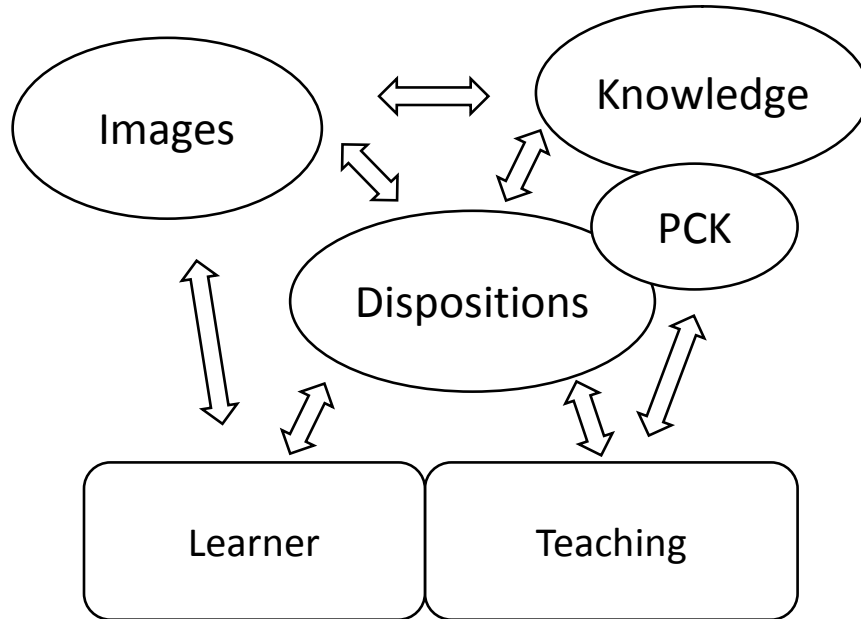 Images
Knowledge
PCK
Dispositions
Learner
Teaching